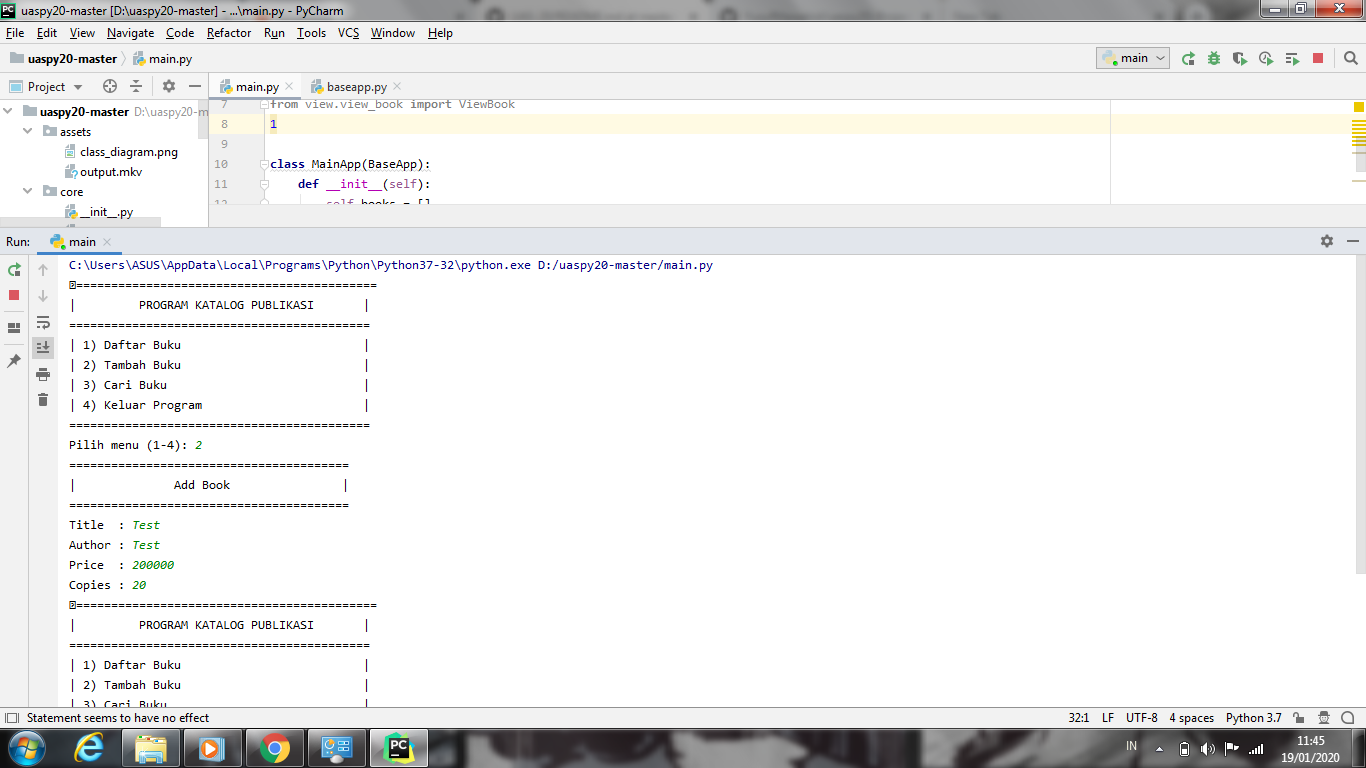 uaspy20-master [D:\uaspy20-master] - ...\main.py - PyCharm
File Edit View Navigate Code Refactor Run Tools VCS Window Help
uaspy20-master main.py main
Project main.py baseapp.py
uaspy20-master D:\uaspy20-m
assets
class_diagram.png
output.mkv
core
__init__.py
7 from view.view_book import ViewBook
8 1
9
10 class MainApp(BaseApp):
11 def __init__(self):
12 self.books = []
Run: main
C:\Users\ASUS\AppData\Local\Programs\Python\Python37-32\python.exe D:/uaspy20-master/main.py
===========================================
| PROGRAM KATALOG PUBLIKASI |
===========================================
| 1) Daftar Buku |
| 2) Tambah Buku |
| 3) Cari Buku |
| 4) Keluar Program |
===========================================
Pilih menu (1-4): 2
========================================
| Add Book |
========================================
Title : Test
Author : Test
Price : 200000
Copies : 20
===========================================
| PROGRAM KATALOG PUBLIKASI |
===========================================
| 1) Daftar Buku |
| 2) Tambah Buku |
| 3) Cari Buku |
Statement seems to have no effect 32:1 LF UTF-8 4 spaces Python 3.7
IN 11:45
19/01/2020